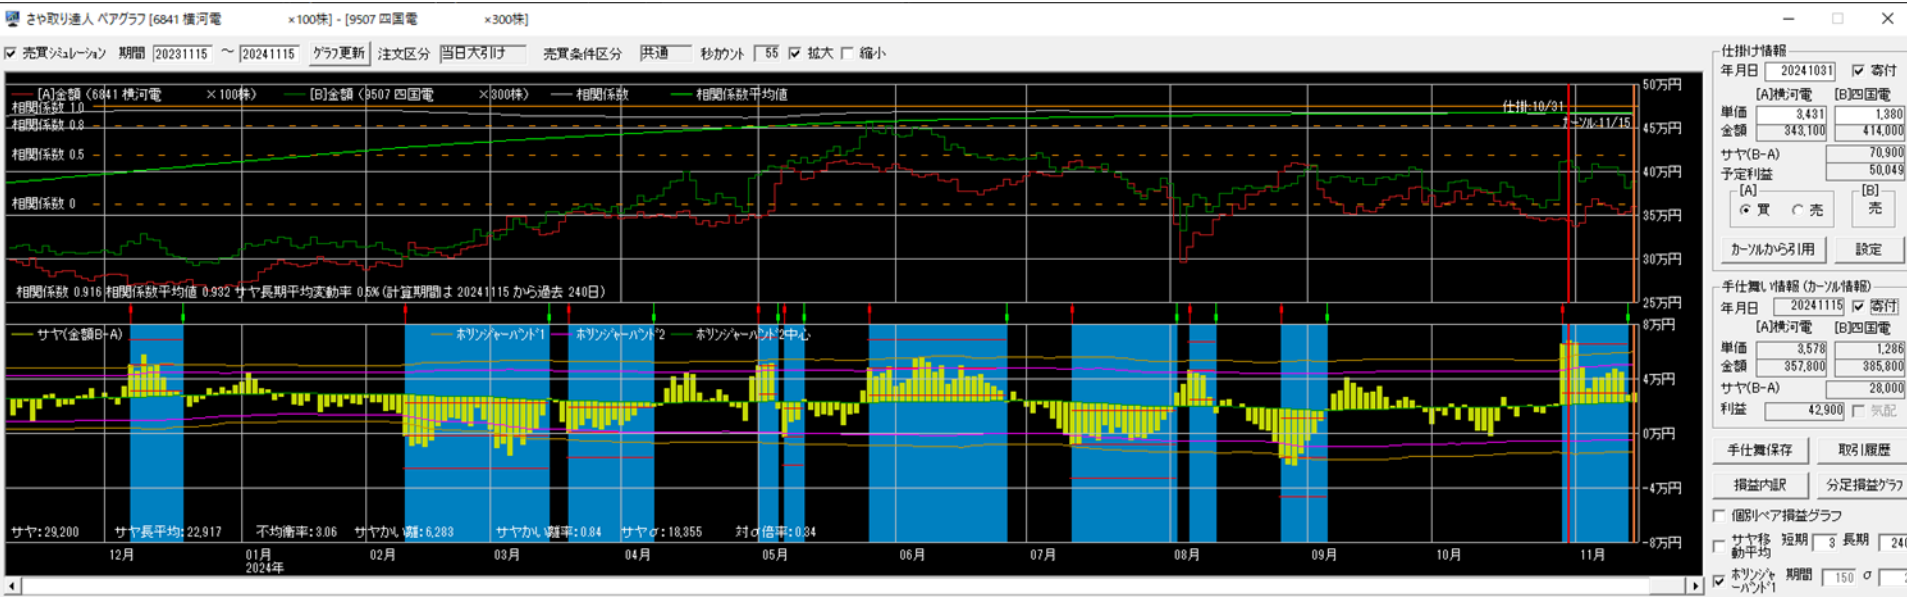 さや取り達人 ペアグラフ [6841 横河電 ×100株] - [9507 四国電 ×300株]
売買シミュレーション 期間 20231115 ～ 20241115 グラフ更新 注文区分 当日大引け 売買条件区分 共通 秒カウント 55 拡大 縮小
[A]金額 (6841 横河電 ×100株) [B]金額 (9507 四国電 ×300株) 相関係数 相関係数平均値
相関係数 1.0
相関係数 0.8
相関係数 0.5
相関係数 0
仕掛:10/31
カーソル:11/15
50万円
45万円
40万円
35万円
30万円
25万円
相関係数 0.916 相関係数平均値 0.932 サヤ長期平均変動率 0.5% (計算期間は 20241115 から過去 240日)
サヤ(金額B-A) ボリンジャーバンド1 ボリンジャーバンド2 ボリンジャーバンド2中心
8万円
4万円
0万円
-4万円
-8万円
サヤ:29,200 サヤ長平均:22,917 不均衡率:3.06 サヤかい離:6,283 サヤかい離率:0.84 サヤσ:18,355 対σ倍率:0.34
12月 01月 02月 03月 04月 05月 06月 07月 08月 09月 10月 11月
2024年
仕掛け情報
年月日 20241031 寄付
[A]横河電 [B]四国電
単価 3,431 1,380
金額 343,100 414,000
サヤ(B-A) 70,900
予定利益 50,049
[A] [B]
買 売 売
カーソルから引用 設定
手仕舞い情報 (カーソル情報)
年月日 20241115 寄付
[A]横河電 [B]四国電
単価 3,578 1,286
金額 357,800 385,800
サヤ(B-A) 28,000
利益 42,900 気配
手仕舞保存 取引履歴
損益内訳 分足損益グラフ
個別ペア損益グラフ
サヤ移動平均 短期 3 長期 240
ボリンジャーバンド1 期間 150 σ